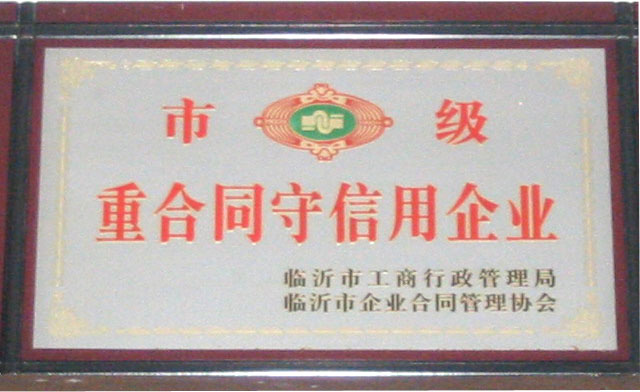 市 级
重合同守信用企业
临沂市工商行政管理局
临沂市企业合同管理协会